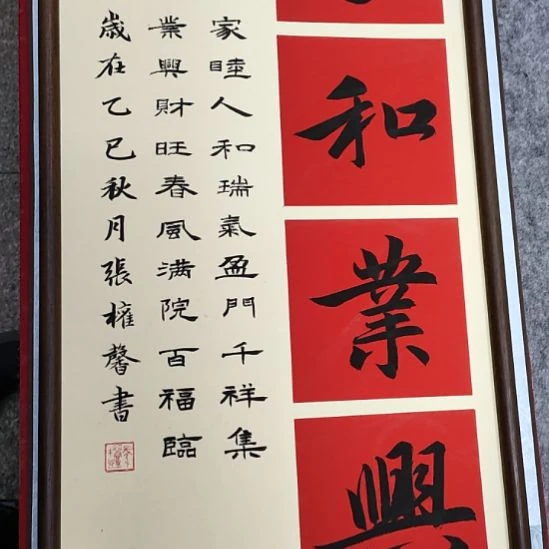 和
業
興
家睦人和瑞氣盈門千祥集
業興財旺春風满院百福臨
歲在乙巳秋月張權馨書